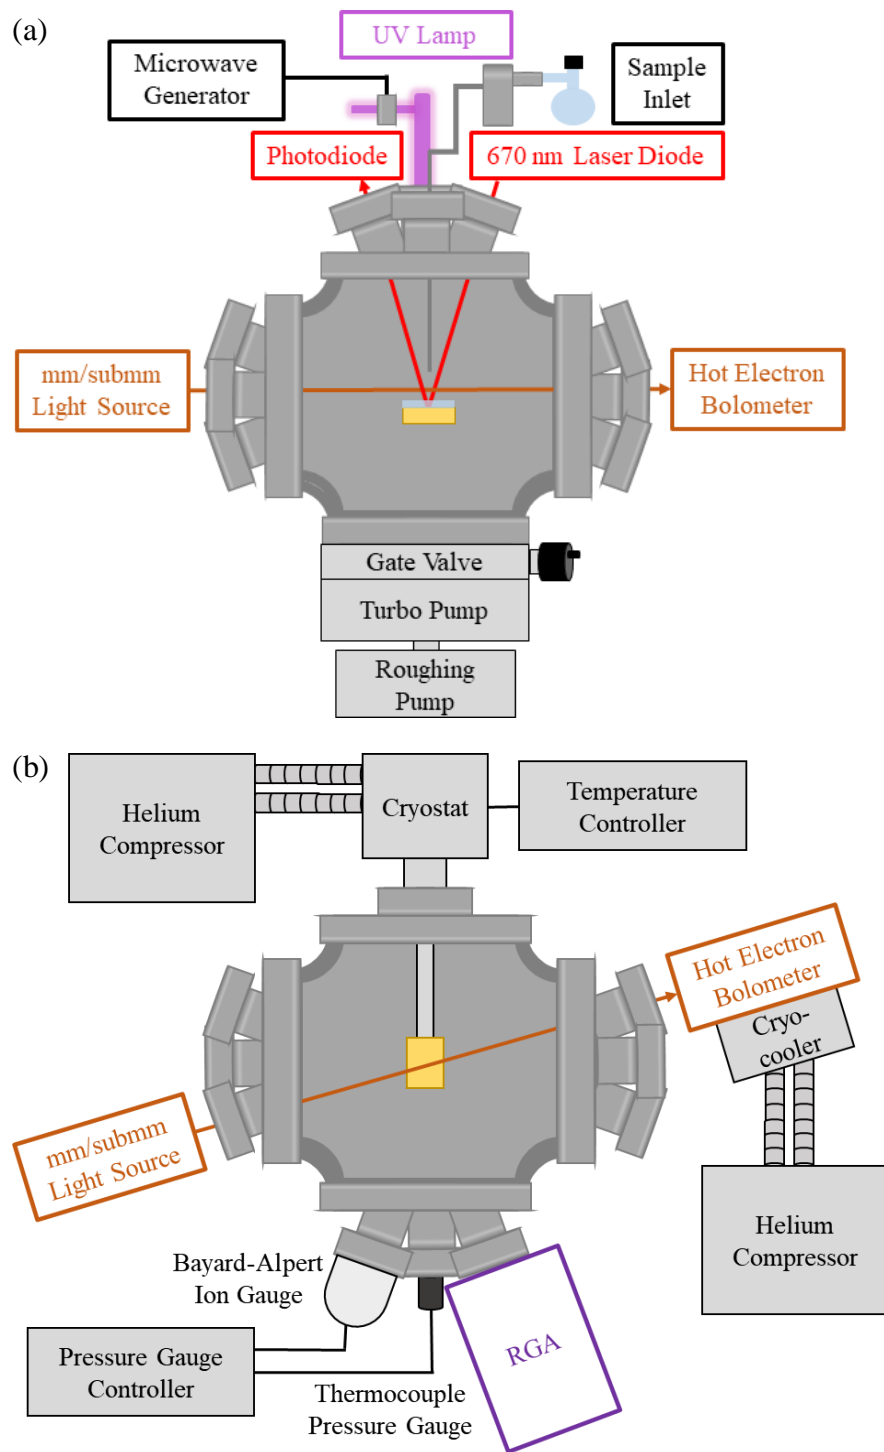 (a)
UV Lamp
Microwave
Generator
Sample
Inlet
Photodiode
670 nm Laser Diode
mm/submm
Light Source
Hot Electron
Bolometer
Gate Valve
Turbo Pump
Roughing
Pump
(b)
Helium
Compressor
Cryostat
Temperature
Controller
Hot Electron
Bolometer
Cryo-
cooler
mm/submm
Light Source
Helium
Compressor
Bayard-Alpert
Ion Gauge
RGA
Pressure Gauge
Controller
Thermocouple
Pressure Gauge